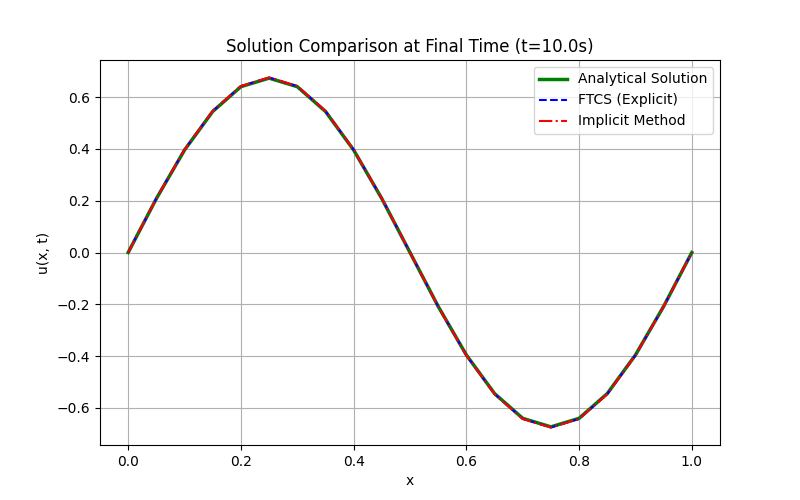 Solution Comparison at Final Time (t=10.0s)
Analytical Solution
FTCS (Explicit)
Implicit Method
u(x, t)
0.6
0.4
0.2
0.0
−0.2
−0.4
−0.6
0.0 0.2 0.4 0.6 0.8 1.0
x